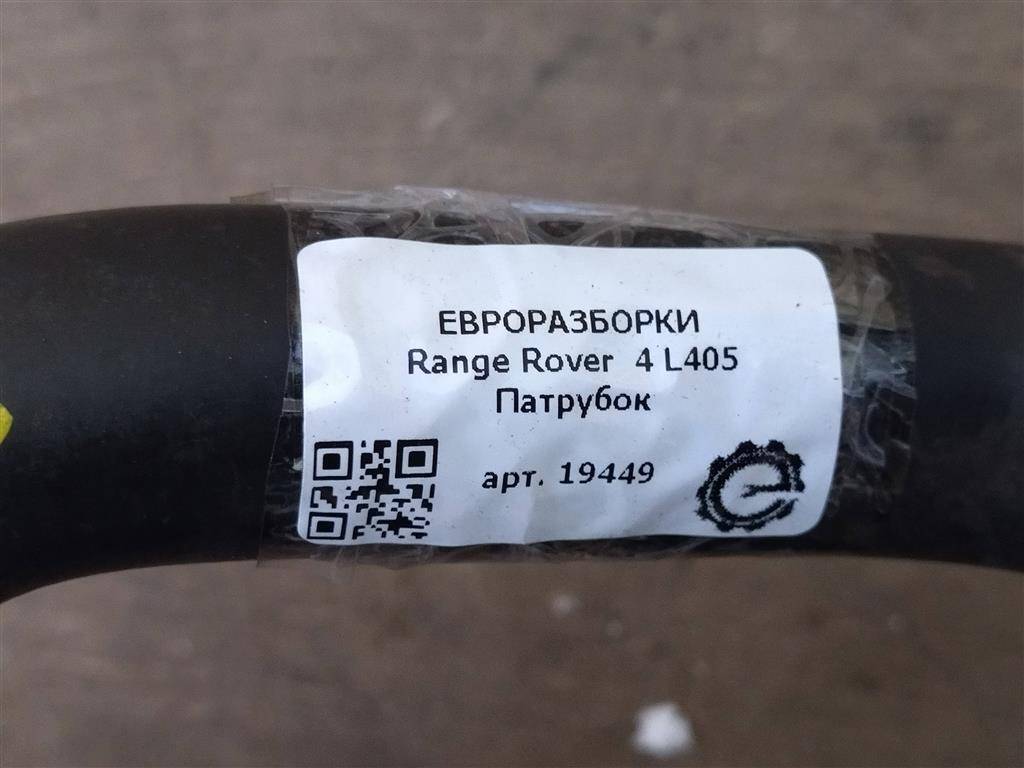 ЕВРОРАЗБОРКИ
Range Rover 4 L405
Патрубок
арт. 19449